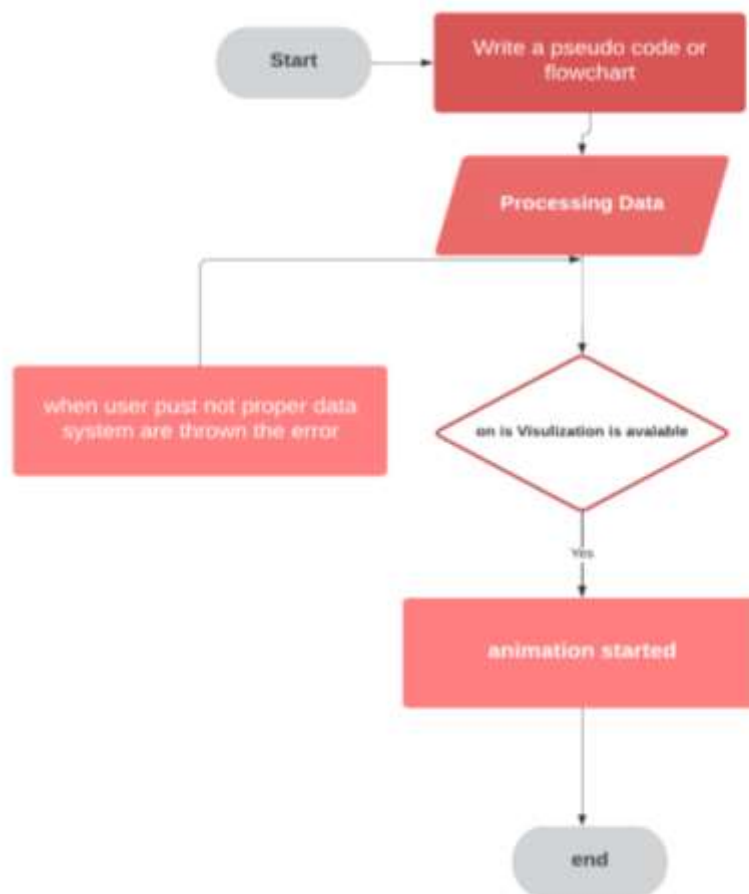 Start
Write a pseudo code or
flowchart
Processing Data
when user pust not proper data
system are thrown the error
on is Visulization is avalable
Yes
animation started
end